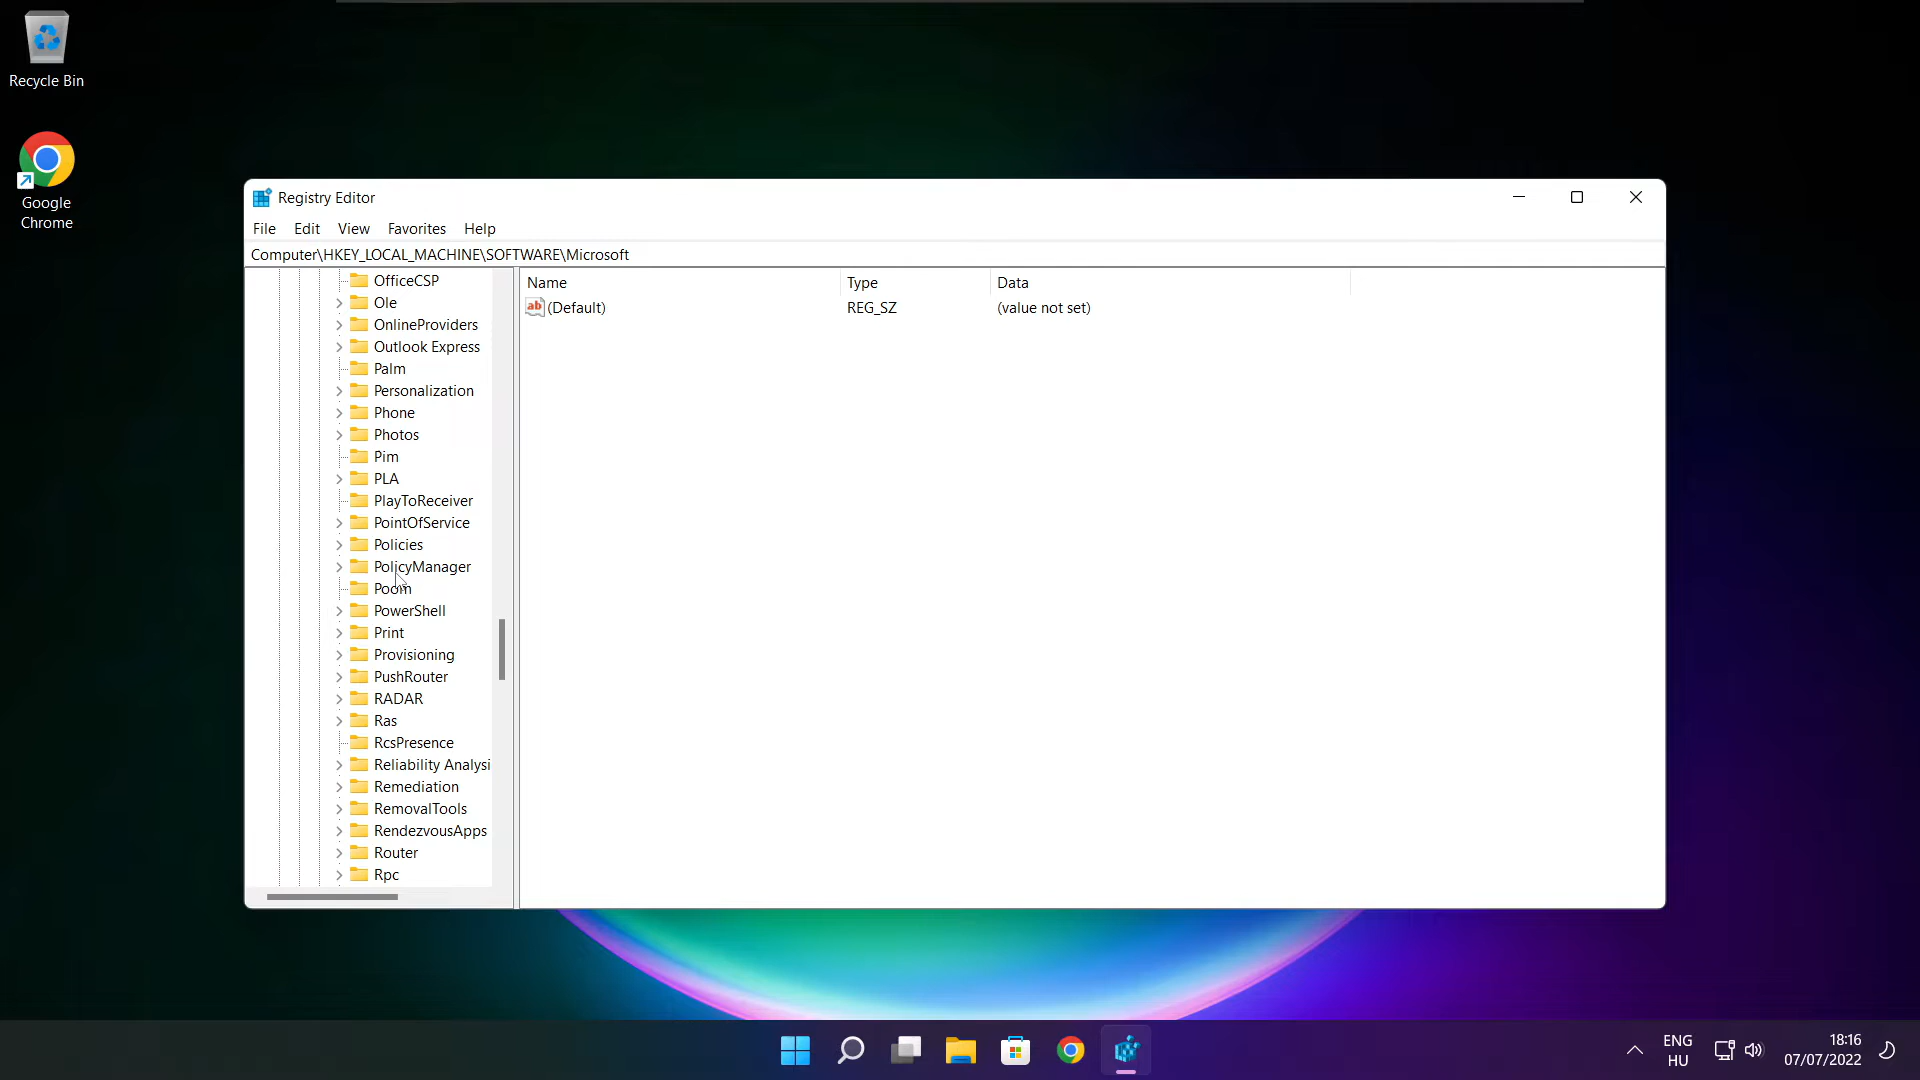 Recycle Bin
Google
Chrome
Registry Editor
File Edit View Favorites Help
Computer\HKEY_LOCAL_MACHINE\SOFTWARE\Microsoft
OfficeCSP
Ole
OnlineProviders
Outlook Express
Palm
Personalization
Phone
Photos
Pim
PLA
PlayToReceiver
PointOfService
Policies
PolicyManager
Poom
PowerShell
Print
Provisioning
PushRouter
RADAR
Ras
RcsPresence
Reliability Analysi
Remediation
RemovalTools
RendezvousApps
Router
Rpc
Name Type Data
ab (Default) REG_SZ (value not set)
ENG
HU
18:16
07/07/2022